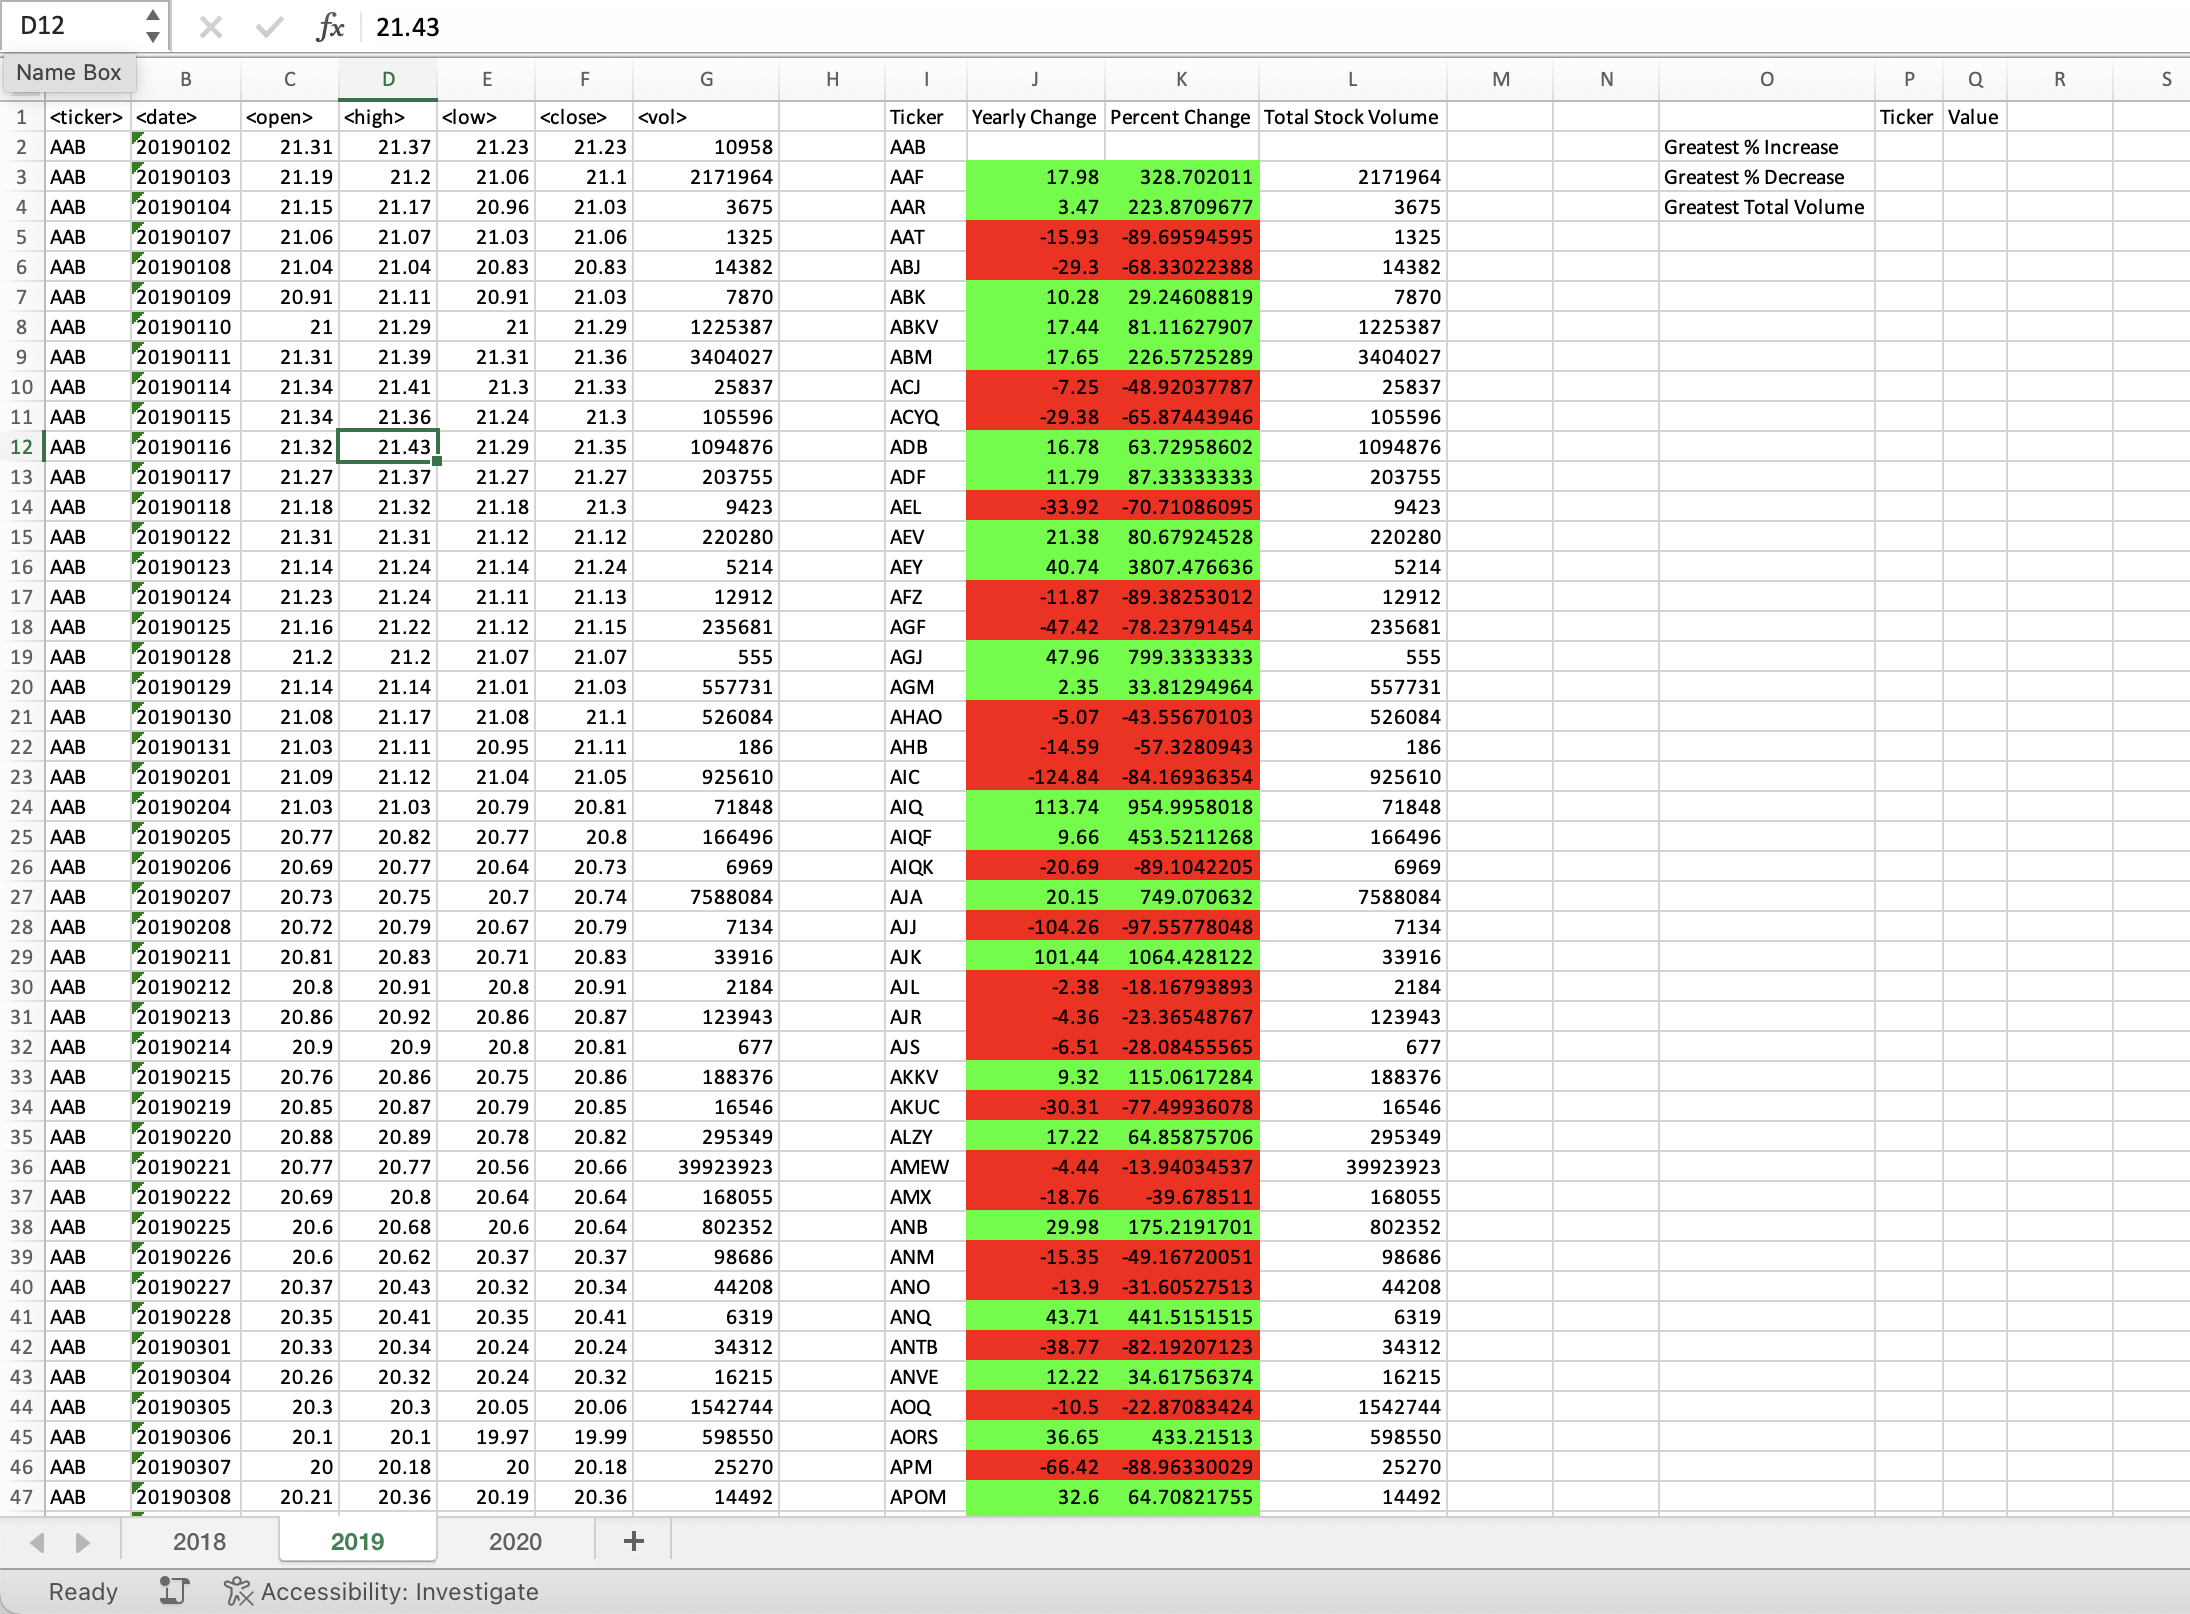 D12 fx 21.43
Name Box B C D E F G H I J K L M N O P Q R S
1 <ticker> <date> <open> <high> <low> <close> <vol> Ticker Yearly Change Percent Change Total Stock Volume Ticker Value
2 AAB 20190102 21.31 21.37 21.23 21.23 10958 AAB Greatest % Increase
3 AAB 20190103 21.19 21.2 21.06 21.1 2171964 AAF 17.98 328.702011 2171964 Greatest % Decrease
4 AAB 20190104 21.15 21.17 20.96 21.03 3675 AAR 3.47 223.8709677 3675 Greatest Total Volume
5 AAB 20190107 21.06 21.07 21.03 21.06 1325 AAT -15.93 -89.69594595 1325
6 AAB 20190108 21.04 21.04 20.83 20.83 14382 ABJ -29.3 -68.33022388 14382
7 AAB 20190109 20.91 21.11 20.91 21.03 7870 ABK 10.28 29.24608819 7870
8 AAB 20190110 21 21.29 21 21.29 1225387 ABKV 17.44 81.11627907 1225387
9 AAB 20190111 21.31 21.39 21.31 21.36 3404027 ABM 17.65 226.5725289 3404027
10 AAB 20190114 21.34 21.41 21.3 21.33 25837 ACJ -7.25 -48.92037787 25837
11 AAB 20190115 21.34 21.36 21.24 21.3 105596 ACYQ -29.38 -65.87443946 105596
12 AAB 20190116 21.32 21.43 21.29 21.35 1094876 ADB 16.78 63.72958602 1094876
13 AAB 20190117 21.27 21.37 21.27 21.27 203755 ADF 11.79 87.33333333 203755
14 AAB 20190118 21.18 21.32 21.18 21.3 9423 AEL -33.92 -70.71086095 9423
15 AAB 20190122 21.31 21.31 21.12 21.12 220280 AEV 21.38 80.67924528 220280
16 AAB 20190123 21.14 21.24 21.14 21.24 5214 AEY 40.74 3807.476636 5214
17 AAB 20190124 21.23 21.24 21.11 21.13 12912 AFZ -11.87 -89.38253012 12912
18 AAB 20190125 21.16 21.22 21.12 21.15 235681 AGF -47.42 -78.23791454 235681
19 AAB 20190128 21.2 21.2 21.07 21.07 555 AGJ 47.96 799.3333333 555
20 AAB 20190129 21.14 21.14 21.01 21.03 557731 AGM 2.35 33.81294964 557731
21 AAB 20190130 21.08 21.17 21.08 21.1 526084 AHAO -5.07 -43.55670103 526084
22 AAB 20190131 21.03 21.11 20.95 21.11 186 AHB -14.59 -57.3280943 186
23 AAB 20190201 21.09 21.12 21.04 21.05 925610 AIC -124.84 -84.16936354 925610
24 AAB 20190204 21.03 21.03 20.79 20.81 71848 AIQ 113.74 954.9958018 71848
25 AAB 20190205 20.77 20.82 20.77 20.8 166496 AIQF 9.66 453.5211268 166496
26 AAB 20190206 20.69 20.77 20.64 20.73 6969 AIQK -20.69 -89.1042205 6969
27 AAB 20190207 20.73 20.75 20.7 20.74 7588084 AJA 20.15 749.070632 7588084
28 AAB 20190208 20.72 20.79 20.67 20.79 7134 AJJ -104.26 -97.55778048 7134
29 AAB 20190211 20.81 20.83 20.71 20.83 33916 AJK 101.44 1064.428122 33916
30 AAB 20190212 20.8 20.91 20.8 20.91 2184 AJL -2.38 -18.16793893 2184
31 AAB 20190213 20.86 20.92 20.86 20.87 123943 AJR -4.36 -23.36548767 123943
32 AAB 20190214 20.9 20.9 20.8 20.81 677 AJS -6.51 -28.08455565 677
33 AAB 20190215 20.76 20.86 20.75 20.86 188376 AKKV 9.32 115.0617284 188376
34 AAB 20190219 20.85 20.87 20.79 20.85 16546 AKUC -30.31 -77.49936078 16546
35 AAB 20190220 20.88 20.89 20.78 20.82 295349 ALZY 17.22 64.85875706 295349
36 AAB 20190221 20.77 20.77 20.56 20.66 39923923 AMEW -4.44 -13.94034537 39923923
37 AAB 20190222 20.69 20.8 20.64 20.64 168055 AMX -18.76 -39.678511 168055
38 AAB 20190225 20.6 20.68 20.6 20.64 802352 ANB 29.98 175.2191701 802352
39 AAB 20190226 20.6 20.62 20.37 20.37 98686 ANM -15.35 -49.16720051 98686
40 AAB 20190227 20.37 20.43 20.32 20.34 44208 ANO -13.9 -31.60527513 44208
41 AAB 20190228 20.35 20.41 20.35 20.41 6319 ANQ 43.71 441.5151515 6319
42 AAB 20190301 20.33 20.34 20.24 20.24 34312 ANTB -38.77 -82.19207123 34312
43 AAB 20190304 20.26 20.32 20.24 20.32 16215 ANVE 12.22 34.61756374 16215
44 AAB 20190305 20.3 20.3 20.05 20.06 1542744 AOQ -10.5 -22.87083424 1542744
45 AAB 20190306 20.1 20.1 19.97 19.99 598550 AORS 36.65 433.21513 598550
46 AAB 20190307 20 20.18 20 20.18 25270 APM -66.42 -88.96330029 25270
47 AAB 20190308 20.21 20.36 20.19 20.36 14492 APOM 32.6 64.70821755 14492
2018 2019 2020 +
Ready Accessibility: Investigate